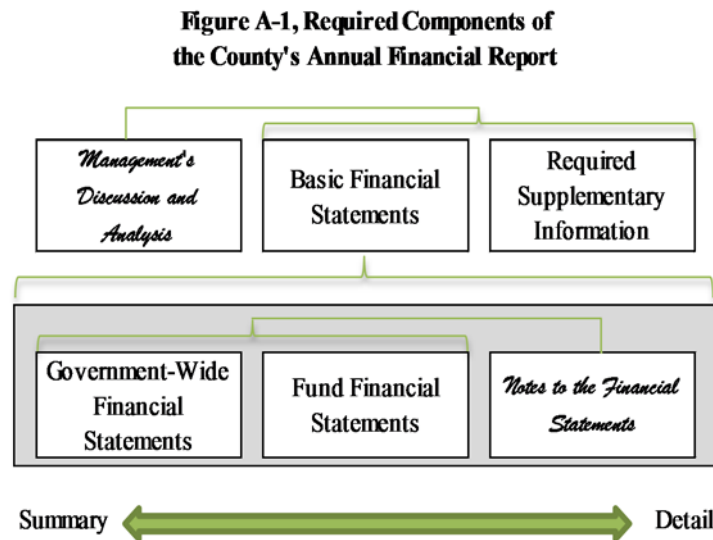 Figure A-1, Required Components of
the County's Annual Financial Report
Management's
Discussion and
Analysis
Basic Financial
Statements
Required
Supplementary
Information
Government-Wide
Financial
Statements
Fund Financial
Statements
Notes to the Financial
Statements
Summary
Detail